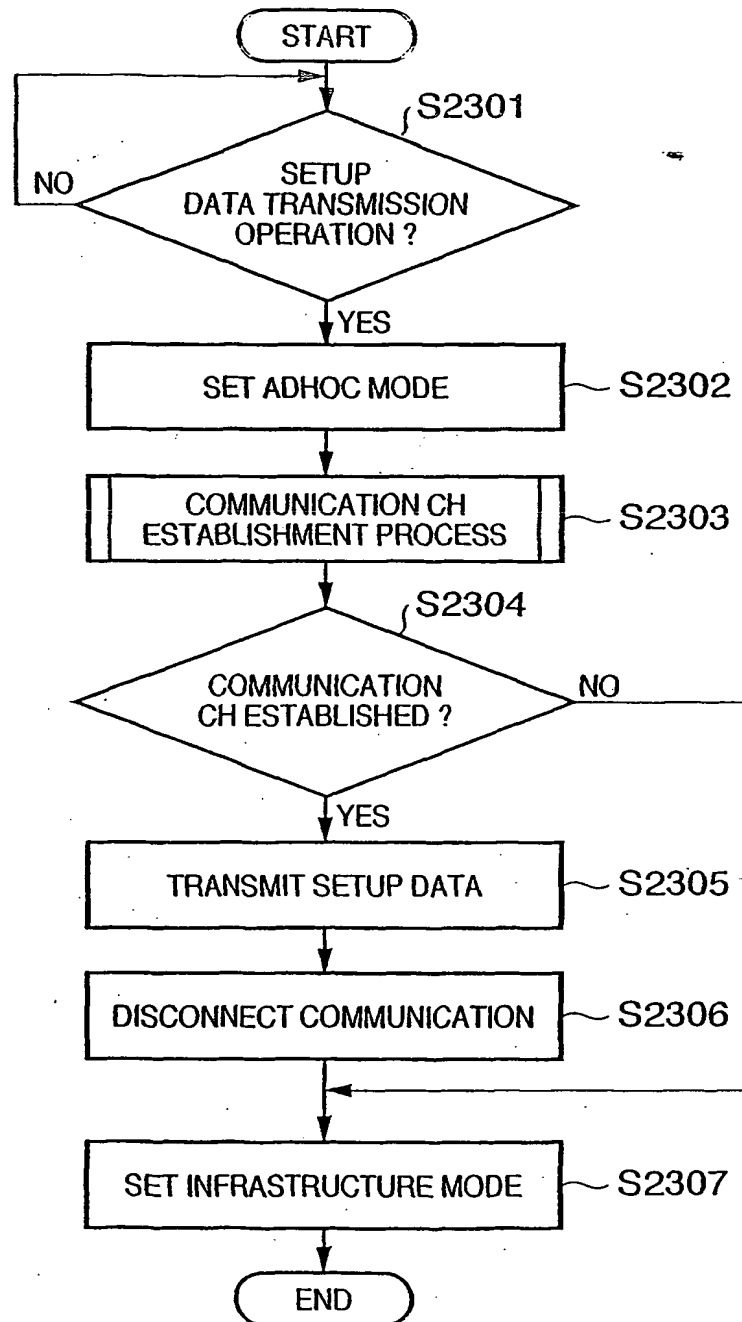 START
S2301
SETUP
DATA TRANSMISSION
OPERATION ?
NO
YES
SET ADHOC MODE
S2302
COMMUNICATION CH
ESTABLISHMENT PROCESS
S2303
S2304
COMMUNICATION
CH ESTABLISHED ?
NO
YES
TRANSMIT SETUP DATA
S2305
DISCONNECT COMMUNICATION
S2306
SET INFRASTRUCTURE MODE
S2307
END